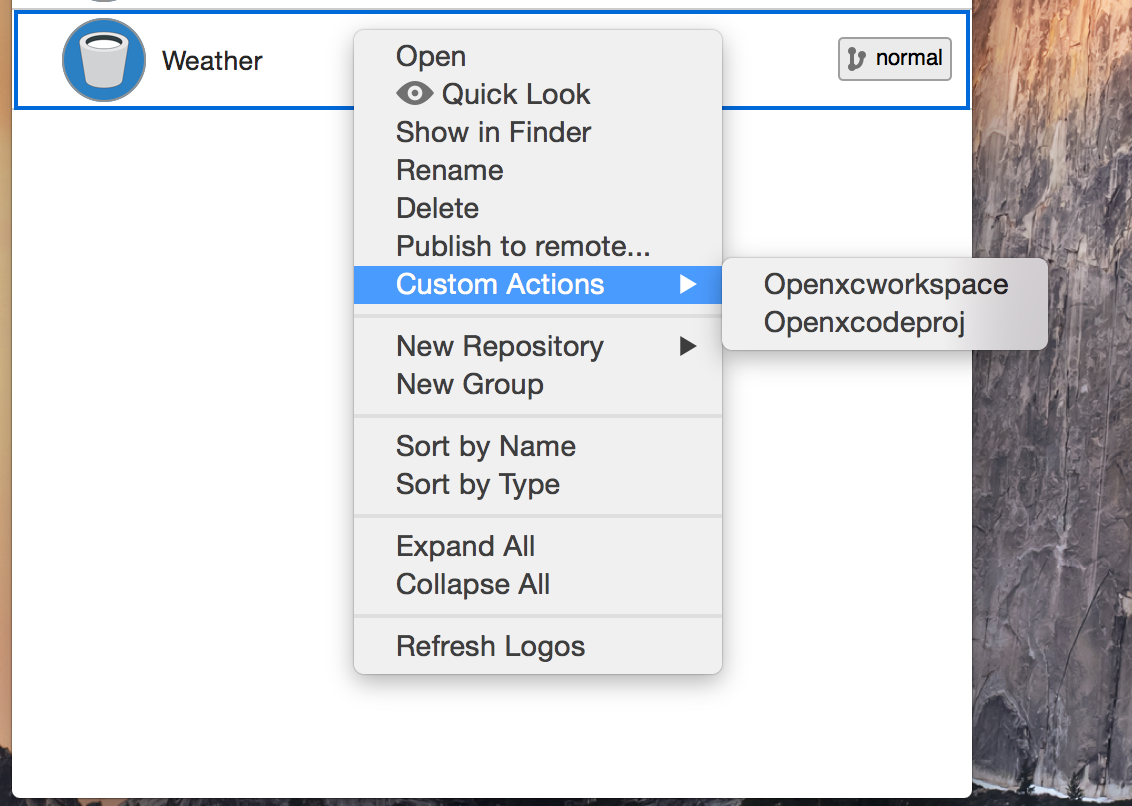 Weather
normal
Open
Quick Look
Show in Finder
Rename
Delete
Publish to remote...
Custom Actions
Openxcworkspace
Openxcodeproj
New Repository
New Group
Sort by Name
Sort by Type
Expand All
Collapse All
Refresh Logos